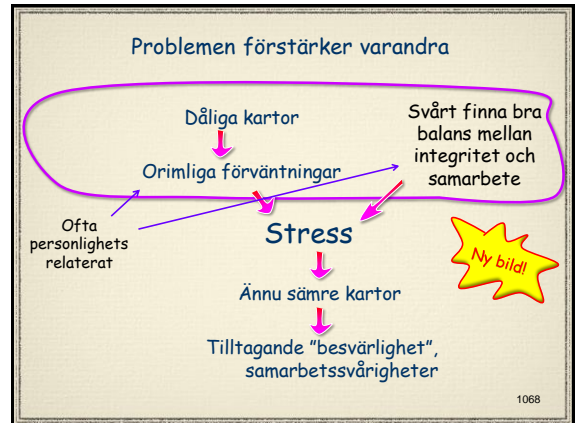 Problemen förstärker varandra
Dåliga kartor
Orimliga förväntningar
Svårt finna bra
balans mellan
integritet och
samarbete
Ofta
personlighets
relaterat
Stress
Ny bild!
Ännu sämre kartor
Tilltagande ”besvärlighet”,
samarbetssvårigheter
1068